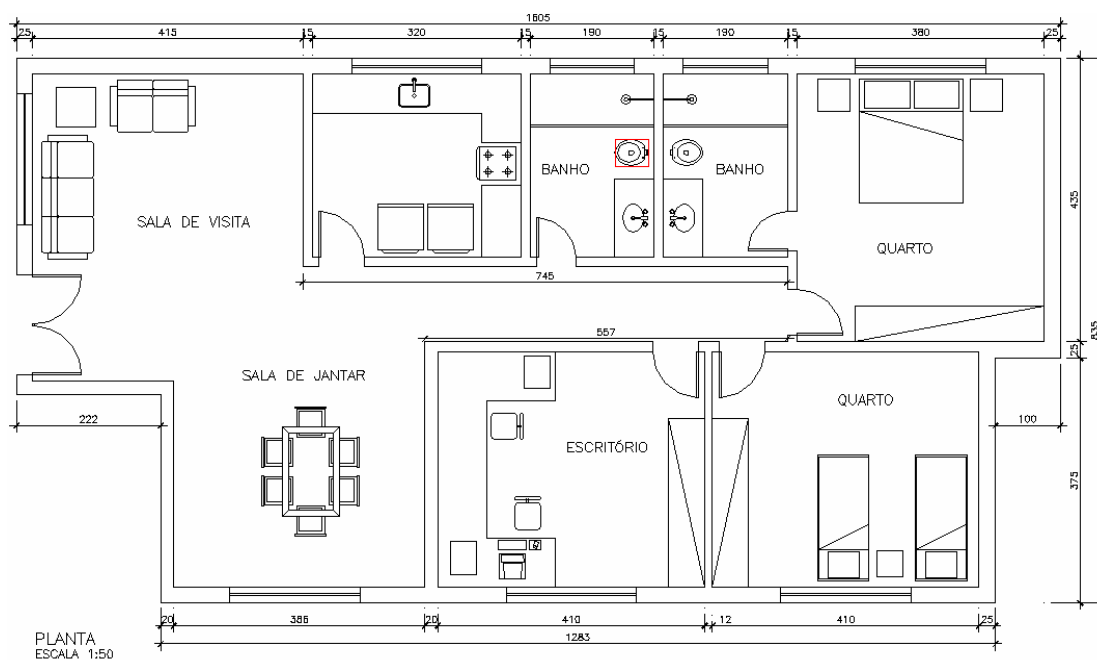 1605
25 415 15 320 15 190 15 190 15 380 25
BANHO
BANHO
SALA DE VISITA
QUARTO
435
745
557
835
25
SALA DE JANTAR
QUARTO
222
100
ESCRITÓRIO
375
20 386 20 410 12 410 25
1283
PLANTA
ESCALA 1:50